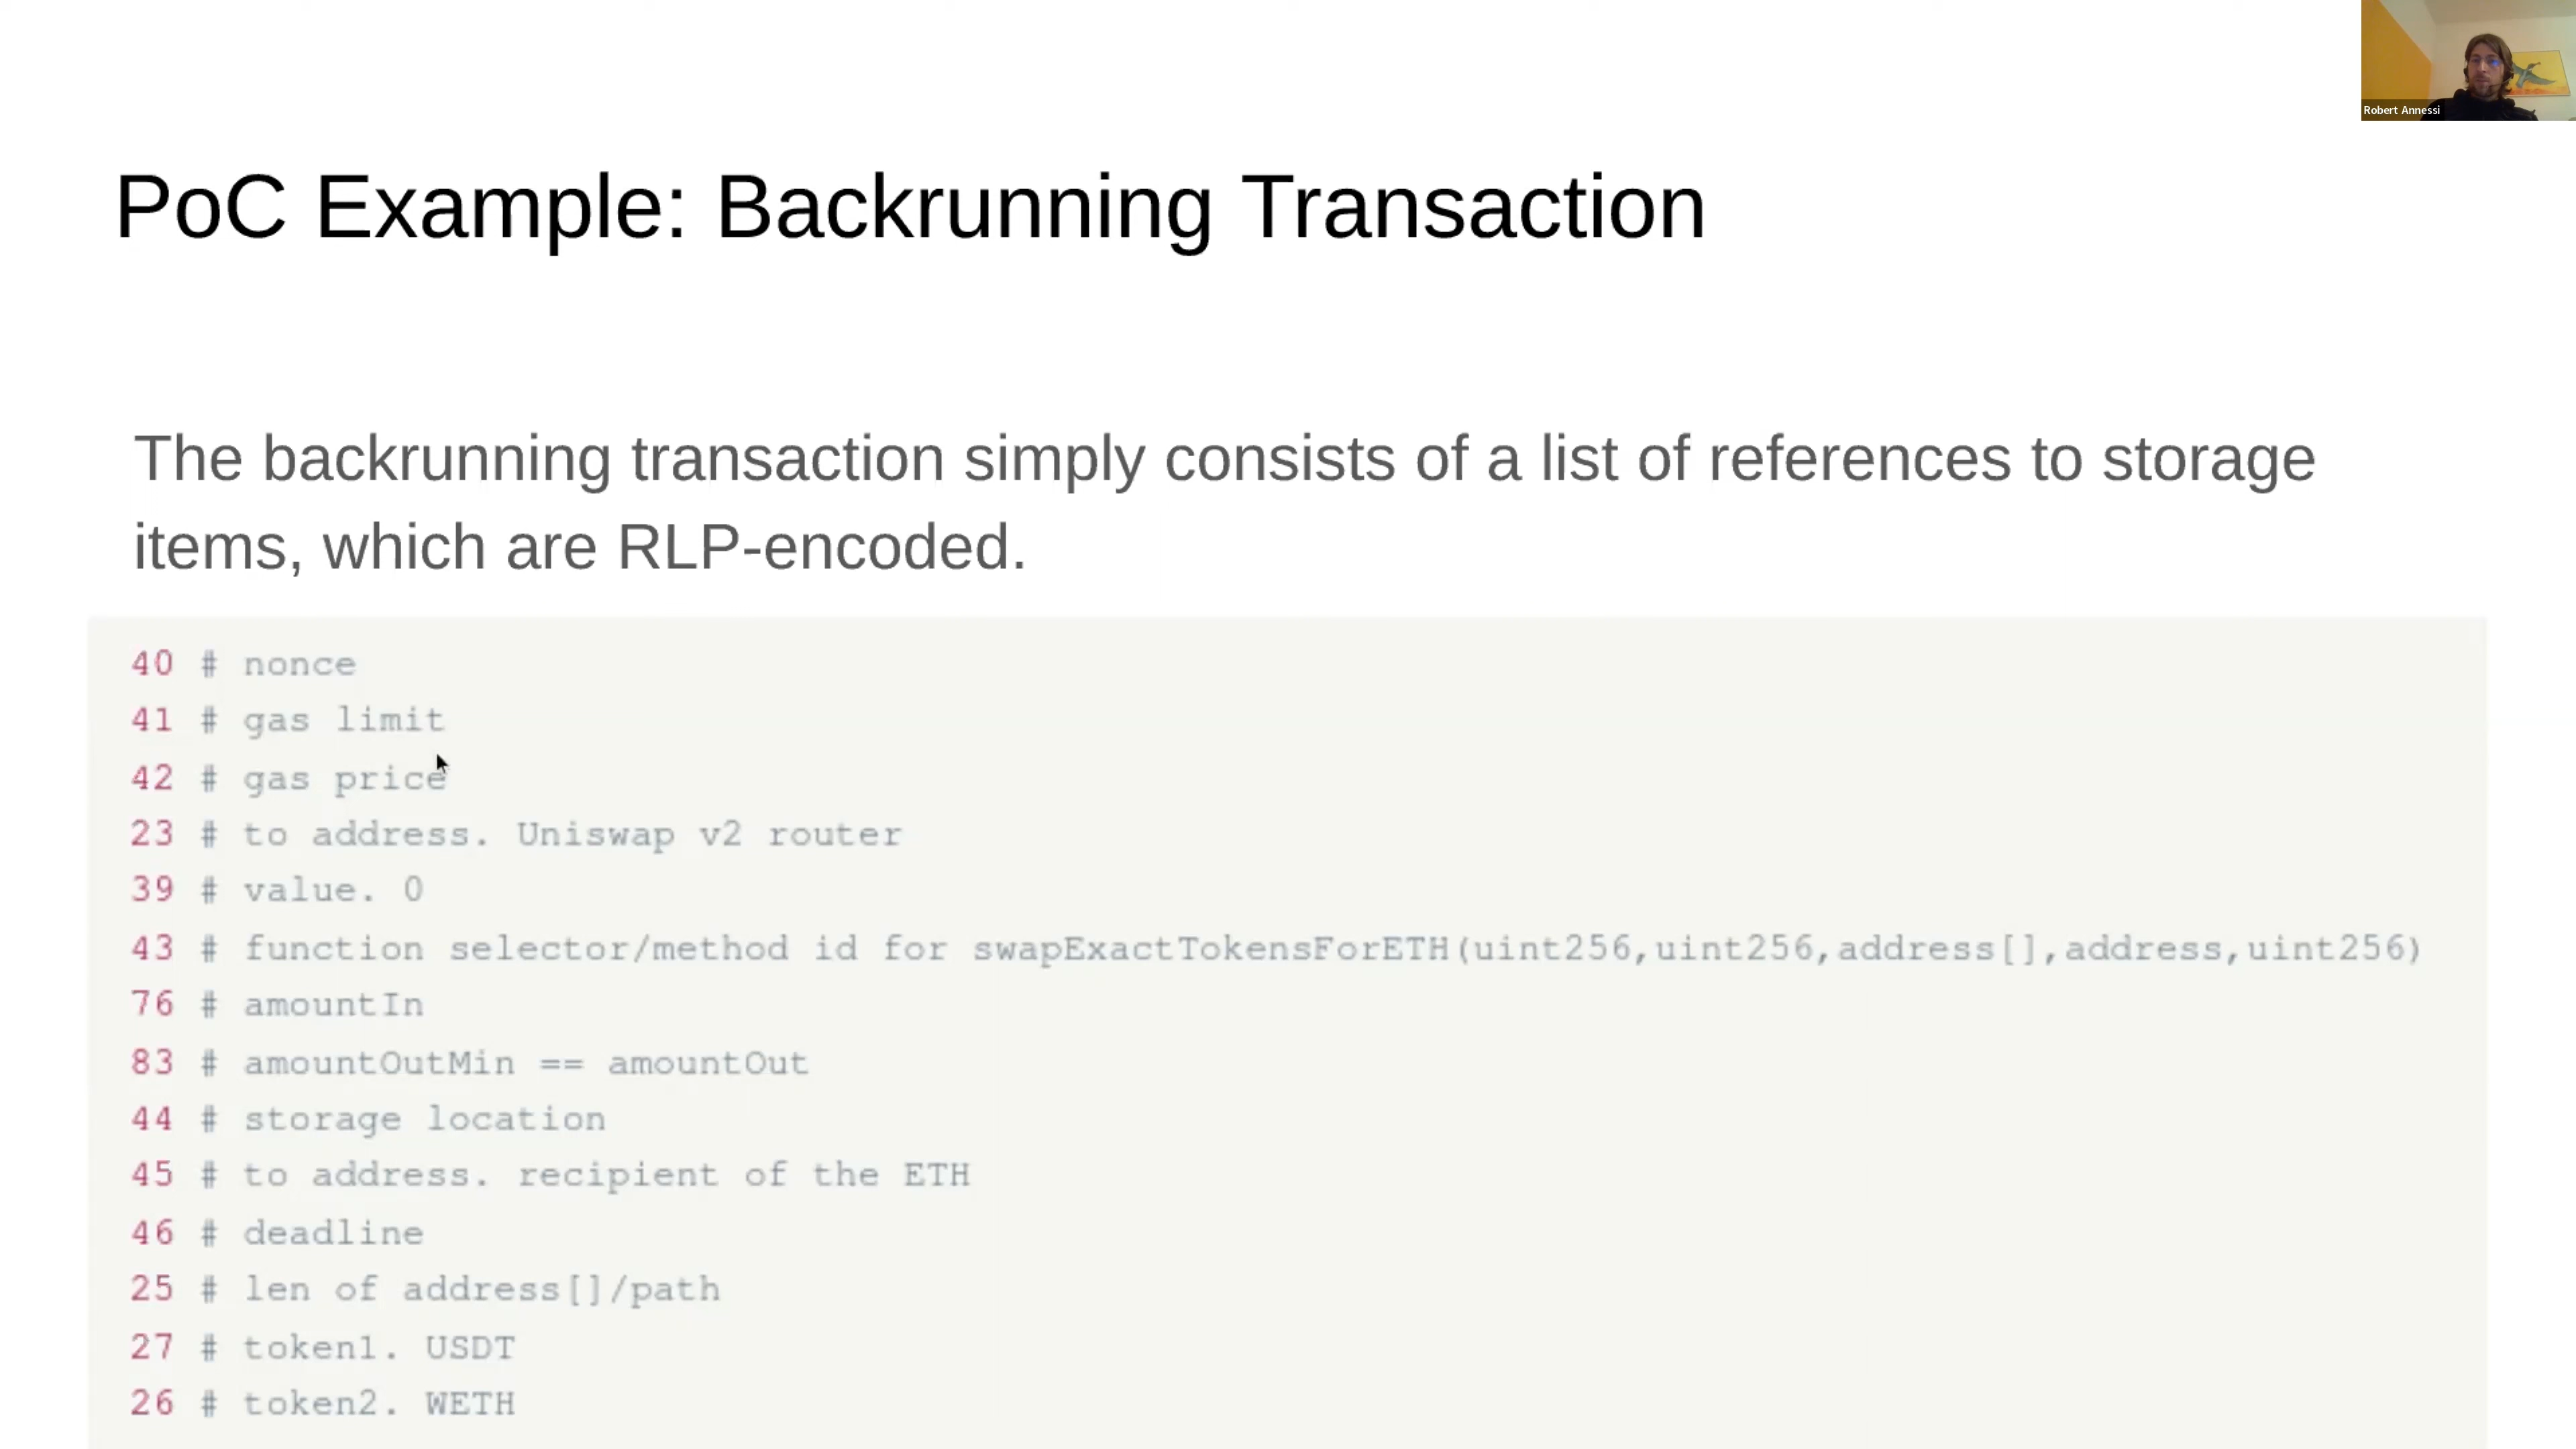 Robert Annessi
PoC Example: Backrunning Transaction
The backrunning transaction simply consists of a list of references to storage
items, which are RLP-encoded.
40 # nonce
41 # gas limit
42 # gas price
23 # to address. Uniswap v2 router
39 # value. 0
43 # function selector/method id for swapExactTokensForETH(uint256,uint256,address[],address,uint256)
76 # amountIn
83 # amountOutMin == amountOut
44 # storage location
45 # to address. recipient of the ETH
46 # deadline
25 # len of address[]/path
27 # token1. USDT
26 # token2. WETH